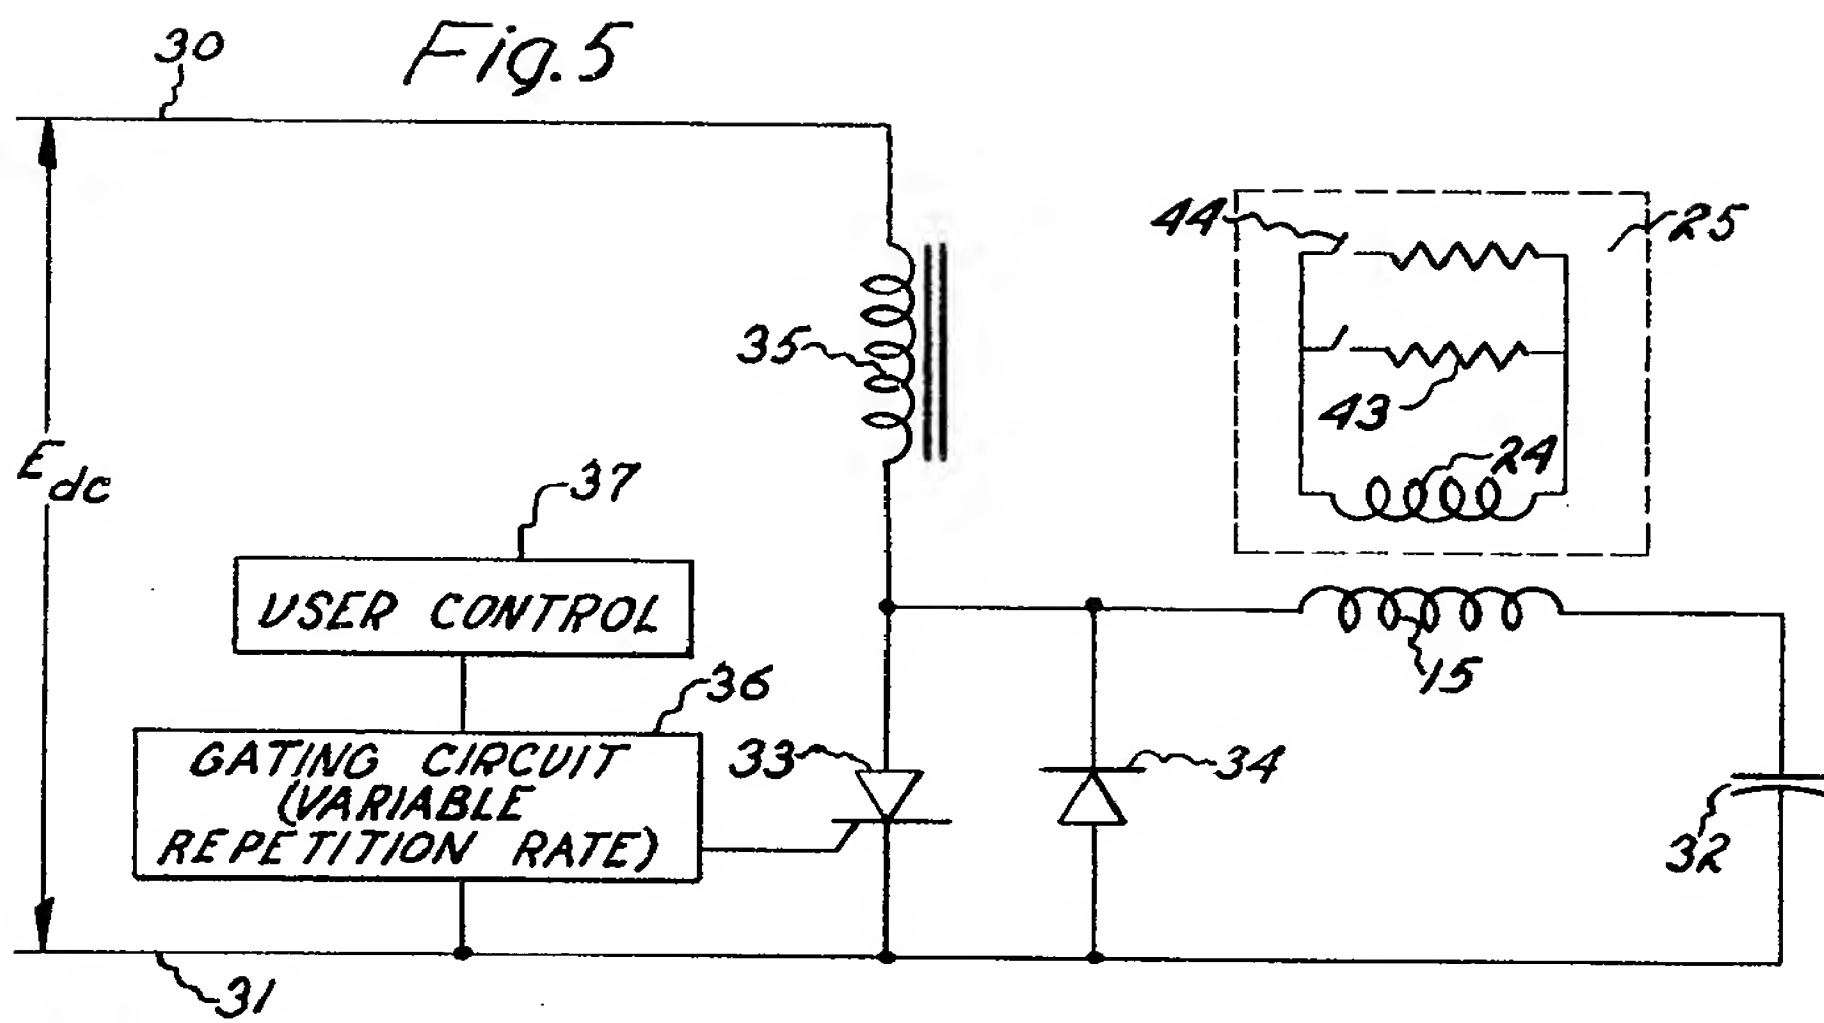 Fig. 5
30
44
25
35
43
24
E dc
37
USER CONTROL
15
36
GATING CIRCUIT
(VARIABLE
REPETITION RATE)
33
34
32
31